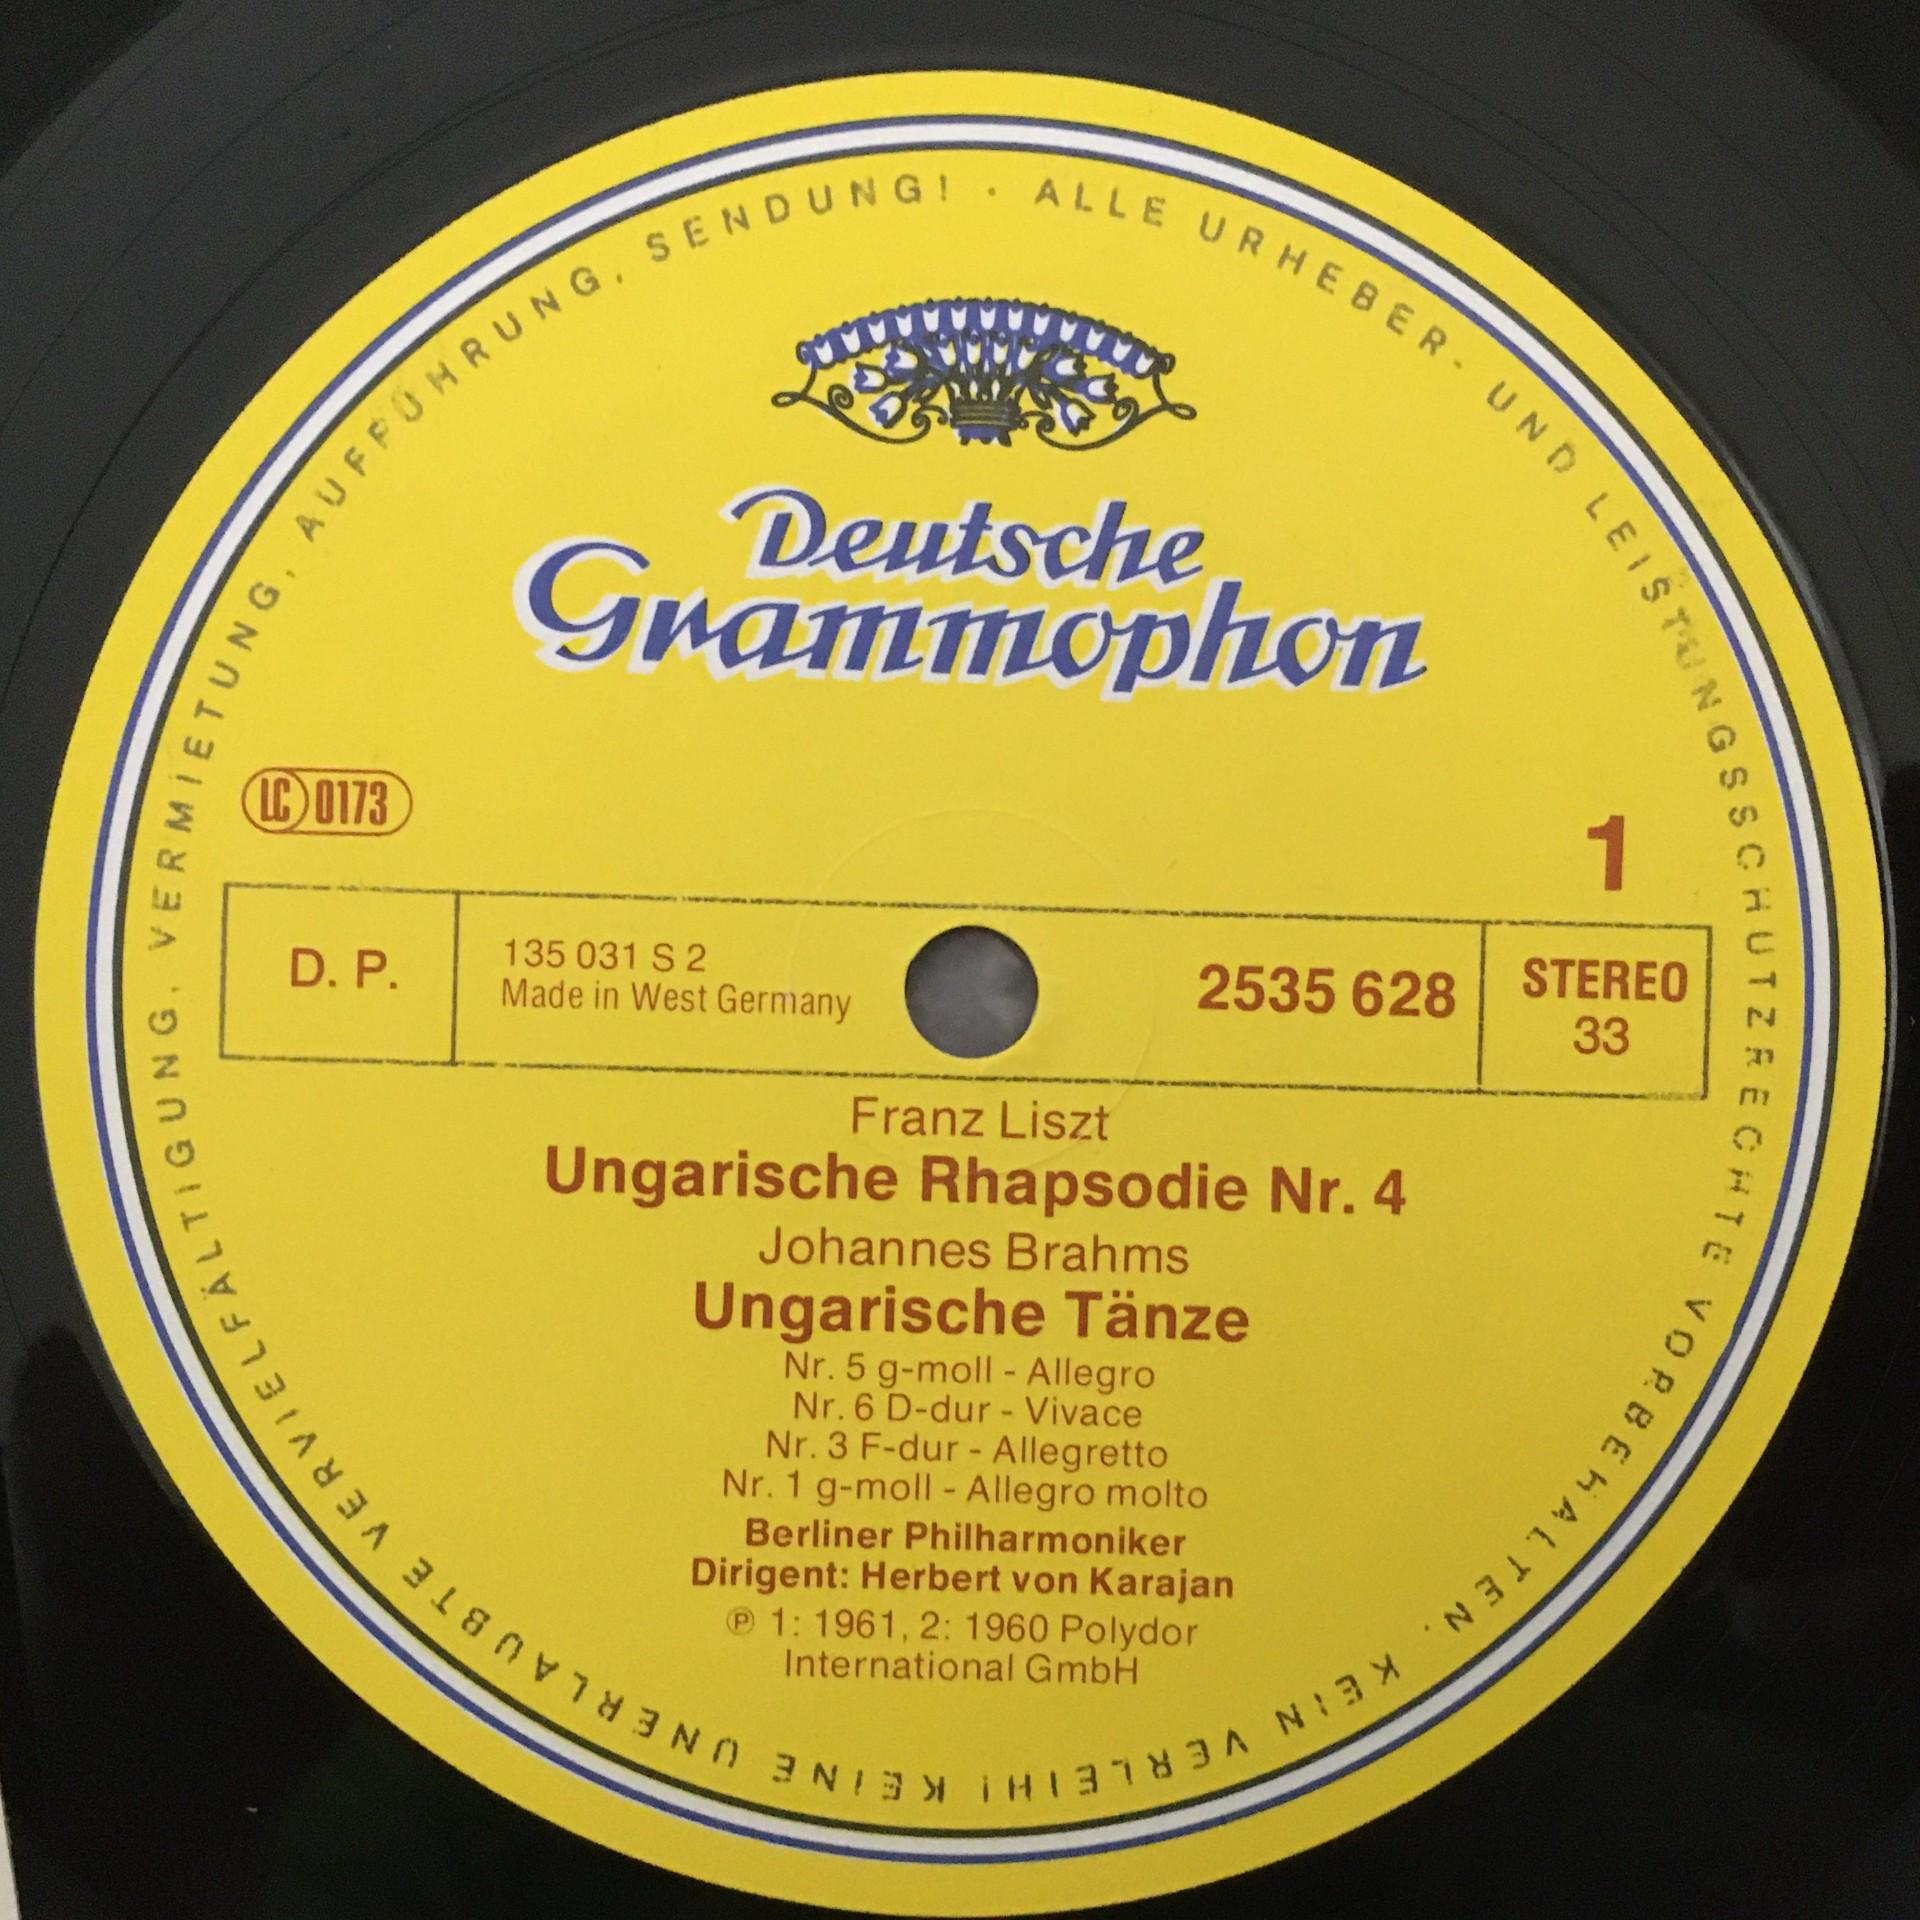 ALLE URHEBER- UND LEISTUNGSSCHUTZRECHTE VORBEHALTEN. KEIN VERLEIH! KEINE UNERLAUBTE VERVIELFÄLTIGUNG, VERMIETUNG, AUFFÜHRUNG, SENDUNG! ·
Deutsche
Grammophon
LC 0173
1
D. P.
135 031 S 2
Made in West Germany
2535 628
STEREO
33
Franz Liszt
Ungarische Rhapsodie Nr. 4
Johannes Brahms
Ungarische Tänze
Nr. 5 g-moll - Allegro
Nr. 6 D-dur - Vivace
Nr. 3 F-dur - Allegretto
Nr. 1 g-moll - Allegro molto
Berliner Philharmoniker
Dirigent: Herbert von Karajan
℗ 1: 1961, 2: 1960 Polydor
International GmbH